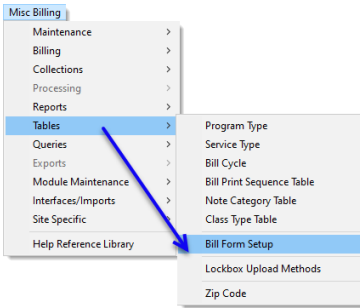 Misc Billing
Maintenance
Billing
Collections
Processing
Reports
Tables
Queries
Exports
Module Maintenance
Interfaces/Imports
Site Specific
Help Reference Library
Program Type
Service Type
Bill Cycle
Bill Print Sequence Table
Note Category Table
Class Type Table
Bill Form Setup
Lockbox Upload Methods
Zip Code